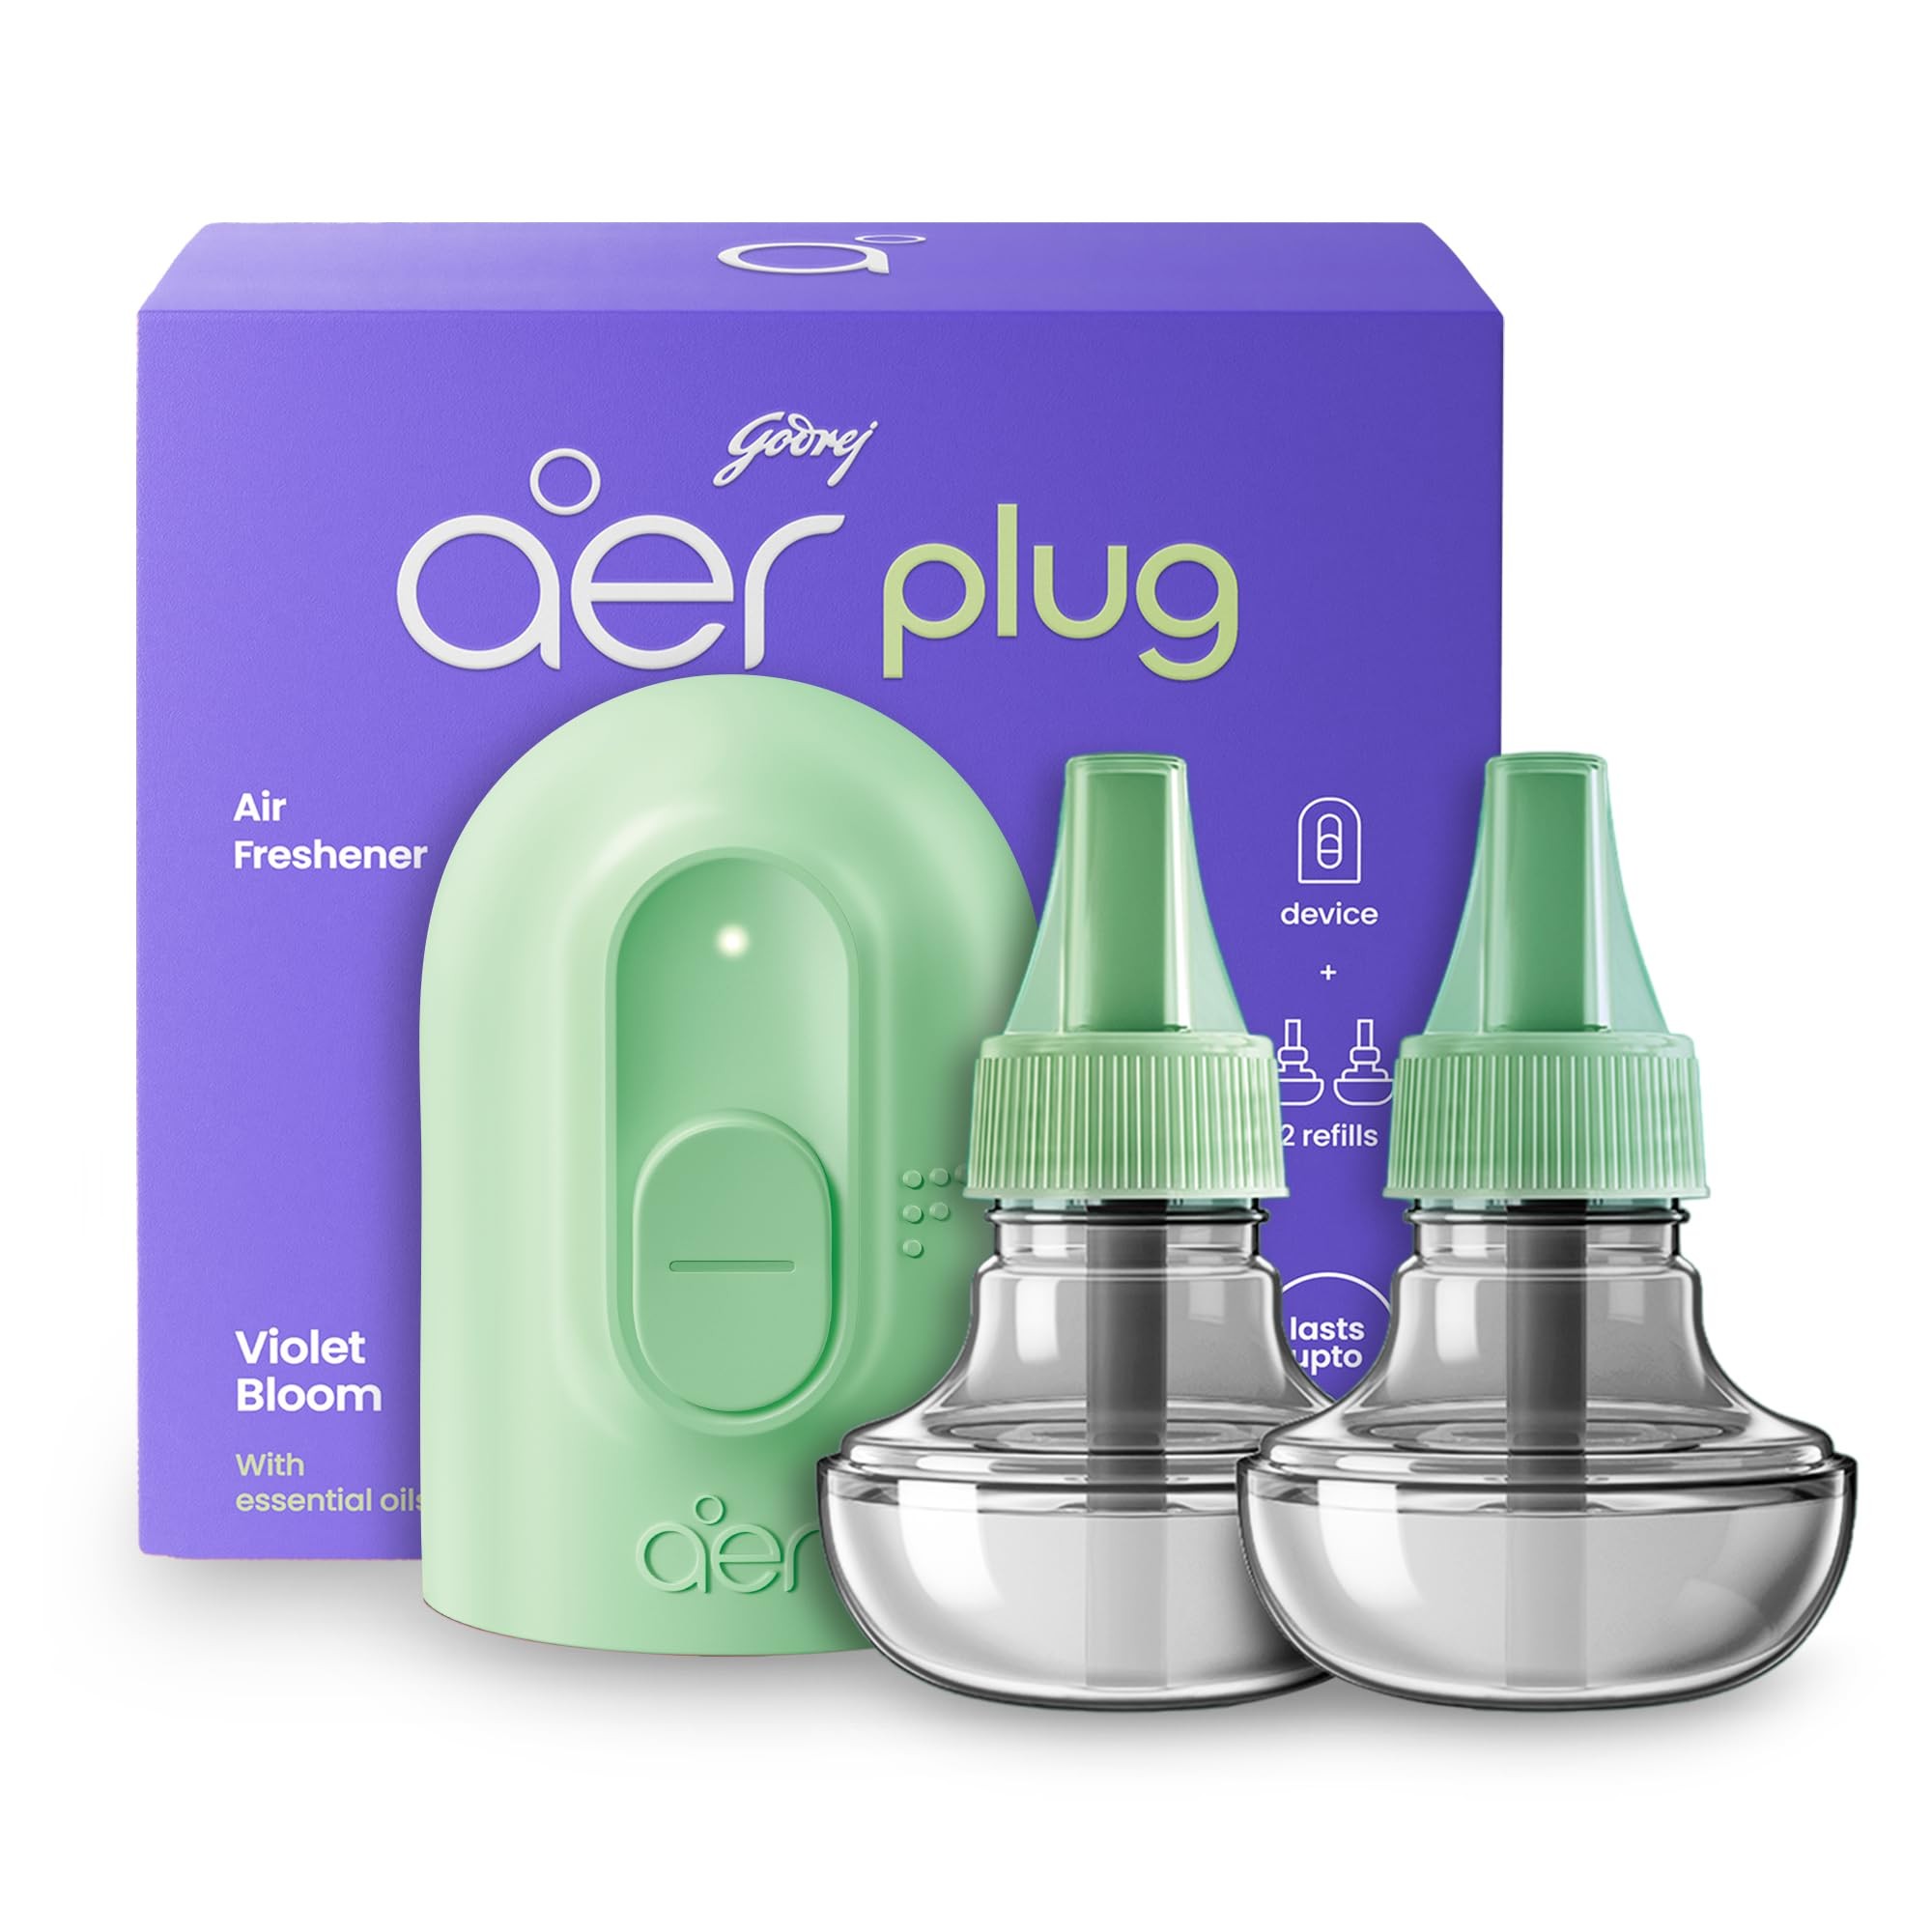 a
Godrej
aer plug
Air
Freshener
device
+
2 refills
lasts
upto
Violet
Bloom
With
essential oils
aer